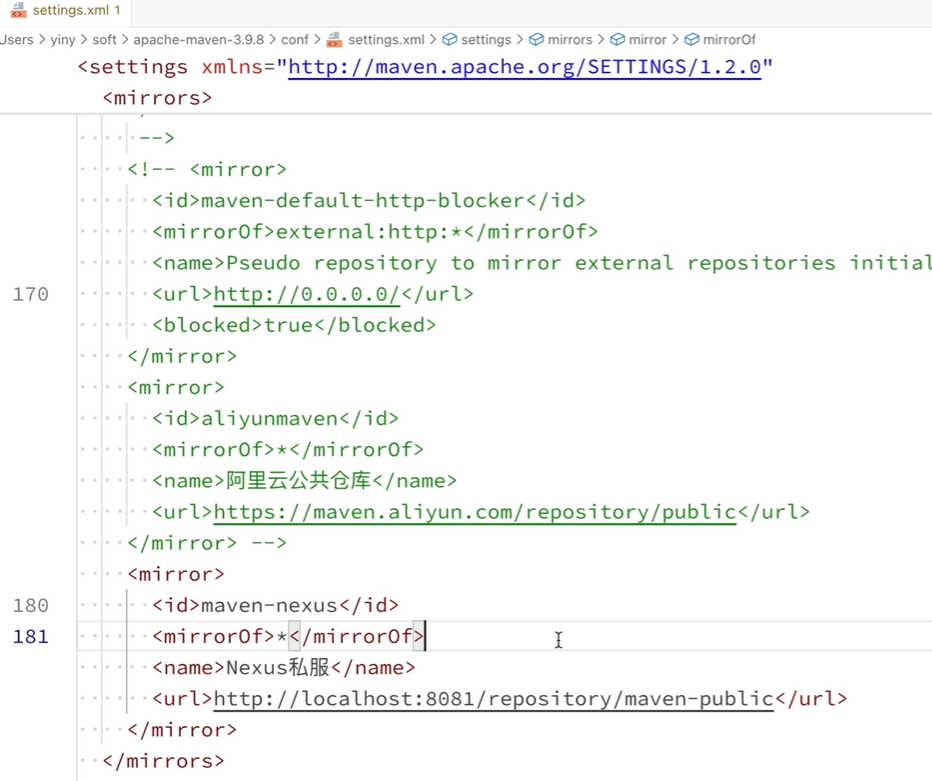 settings.xml 1
Users > yiny > soft > apache-maven-3.9.8 > conf > settings.xml > settings > mirrors > mirror > mirrorOf
<settings xmlns="http://maven.apache.org/SETTINGS/1.2.0"
<mirrors>
-->
<!-- <mirror>
<id>maven-default-http-blocker</id>
<mirrorOf>external:http:*</mirrorOf>
<name>Pseudo repository to mirror external repositories initial
170 <url>http://0.0.0.0/</url>
<blocked>true</blocked>
</mirror>
<mirror>
<id>aliyunmaven</id>
<mirrorOf>*</mirrorOf>
<name>阿里云公共仓库</name>
<url>https://maven.aliyun.com/repository/public</url>
</mirror> -->
<mirror>
180 <id>maven-nexus</id>
181 <mirrorOf>*</mirrorOf>
<name>Nexus私服</name>
<url>http://localhost:8081/repository/maven-public</url>
</mirror>
</mirrors>